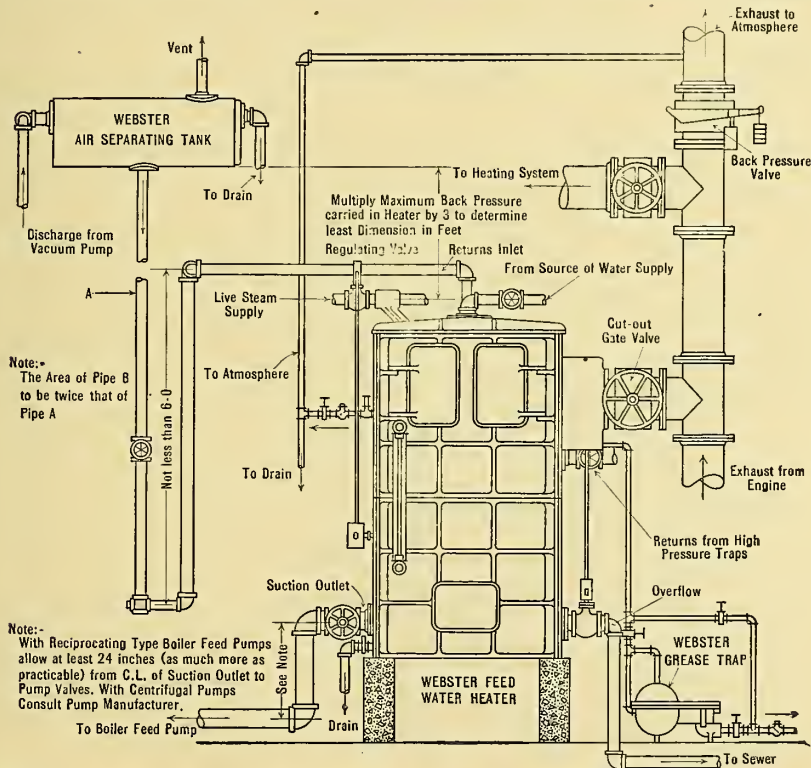 Exhaust to
Atmosphere
Vent
WEBSTER
AIR SEPARATING TANK
Back Pressure
Valve
To Heating System
To Drain
Multiply Maximum Back Pressure
carried in Heater by 3 to determine
least Dimension in Feet
Discharge from
Vacuum Pump
Regulating Valve
Returns Inlet
From Source of Water Supply
A
Live Steam
Supply
Cut-out
Gate Valve
Note:-
The Area of Pipe B
to be twice that of
Pipe A
Not less than 6-0
To Atmosphere
To Drain
Exhaust from
Engine
Returns from High
Pressure Traps
Suction Outlet
Overflow
Note:-
With Reciprocating Type Boiler Feed Pumps
allow at least 24 inches (as much more as
practicable) from C.L. of Suction Outlet to
Pump Valves. With Centrifugal Pumps
Consult Pump Manufacturer.
See Note
WEBSTER
GREASE TRAP
WEBSTER FEED
WATER HEATER
To Boiler Feed Pump
Drain
To Sewer